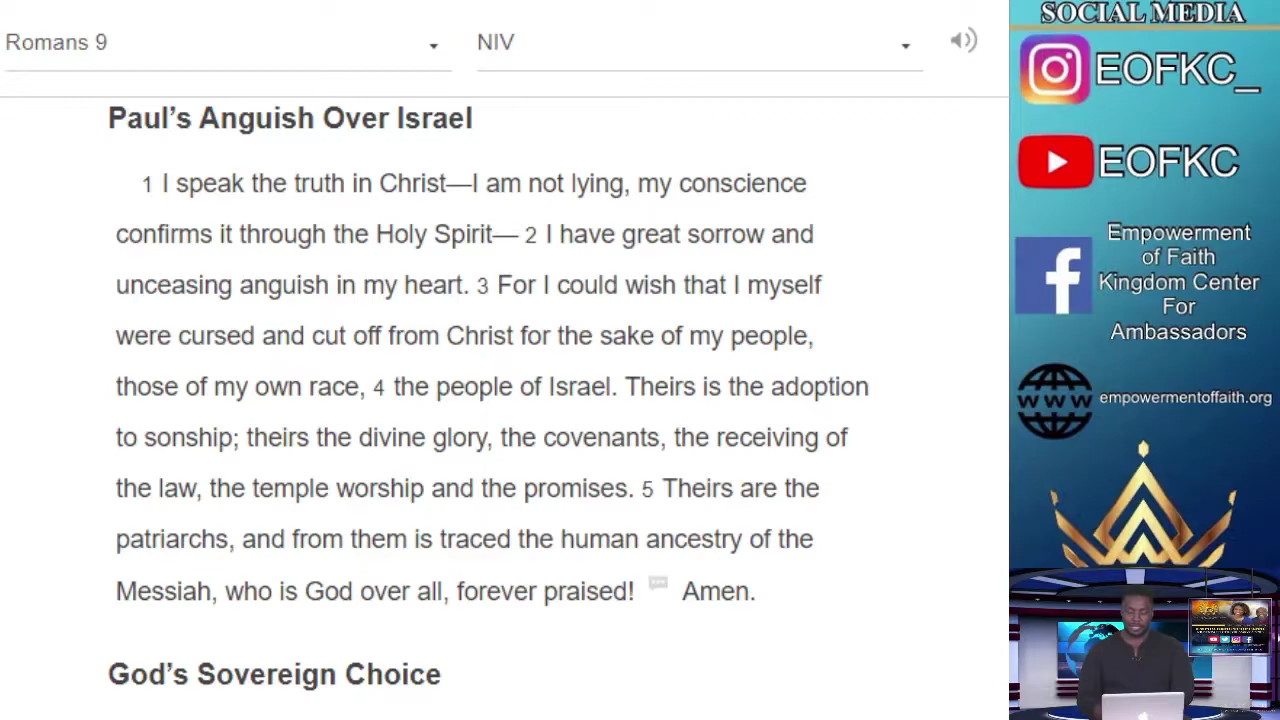 Romans 9
NIV
Paul’s Anguish Over Israel
1 I speak the truth in Christ—I am not lying, my conscience
confirms it through the Holy Spirit— 2 I have great sorrow and
unceasing anguish in my heart. 3 For I could wish that I myself
were cursed and cut off from Christ for the sake of my people,
those of my own race, 4 the people of Israel. Theirs is the adoption
to sonship; theirs the divine glory, the covenants, the receiving of
the law, the temple worship and the promises. 5 Theirs are the
patriarchs, and from them is traced the human ancestry of the
Messiah, who is God over all, forever praised! Amen.
God’s Sovereign Choice
SOCIAL MEDIA
EOFKC_
EOFKC
Empowerment
of Faith
Kingdom Center
For
Ambassadors
WWW
empowermentoffaith.org